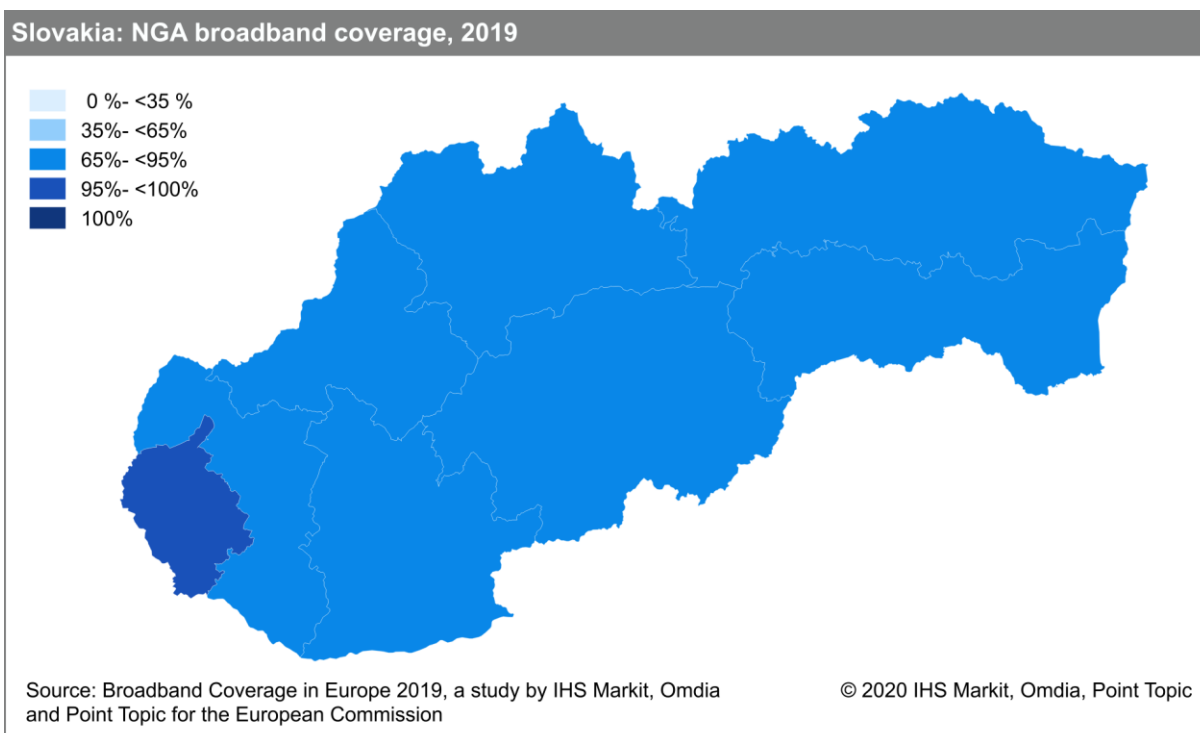 Slovakia: NGA broadband coverage, 2019
0 %- <35 %
35%- <65%
65%- <95%
95%- <100%
100%
Source: Broadband Coverage in Europe 2019, a study by IHS Markit, Omdia
and Point Topic for the European Commission
© 2020 IHS Markit, Omdia, Point Topic